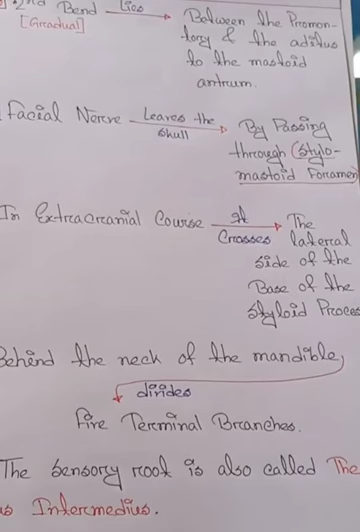 2nd Bend Lies Between the Promon-
[Gradual] tory & the aditus
to the mastoid
antrum.
Facial Nerve Leaves the By Passing
Skull through (Stylo-
mastoid Foramen)
In Extracranial Course It The
Crosses lateral
side of the
Base of the
Styloid Process
Behind the neck of the mandible,
divides
Five Terminal Branches.
The Sensory root is also called The
Intermedius.